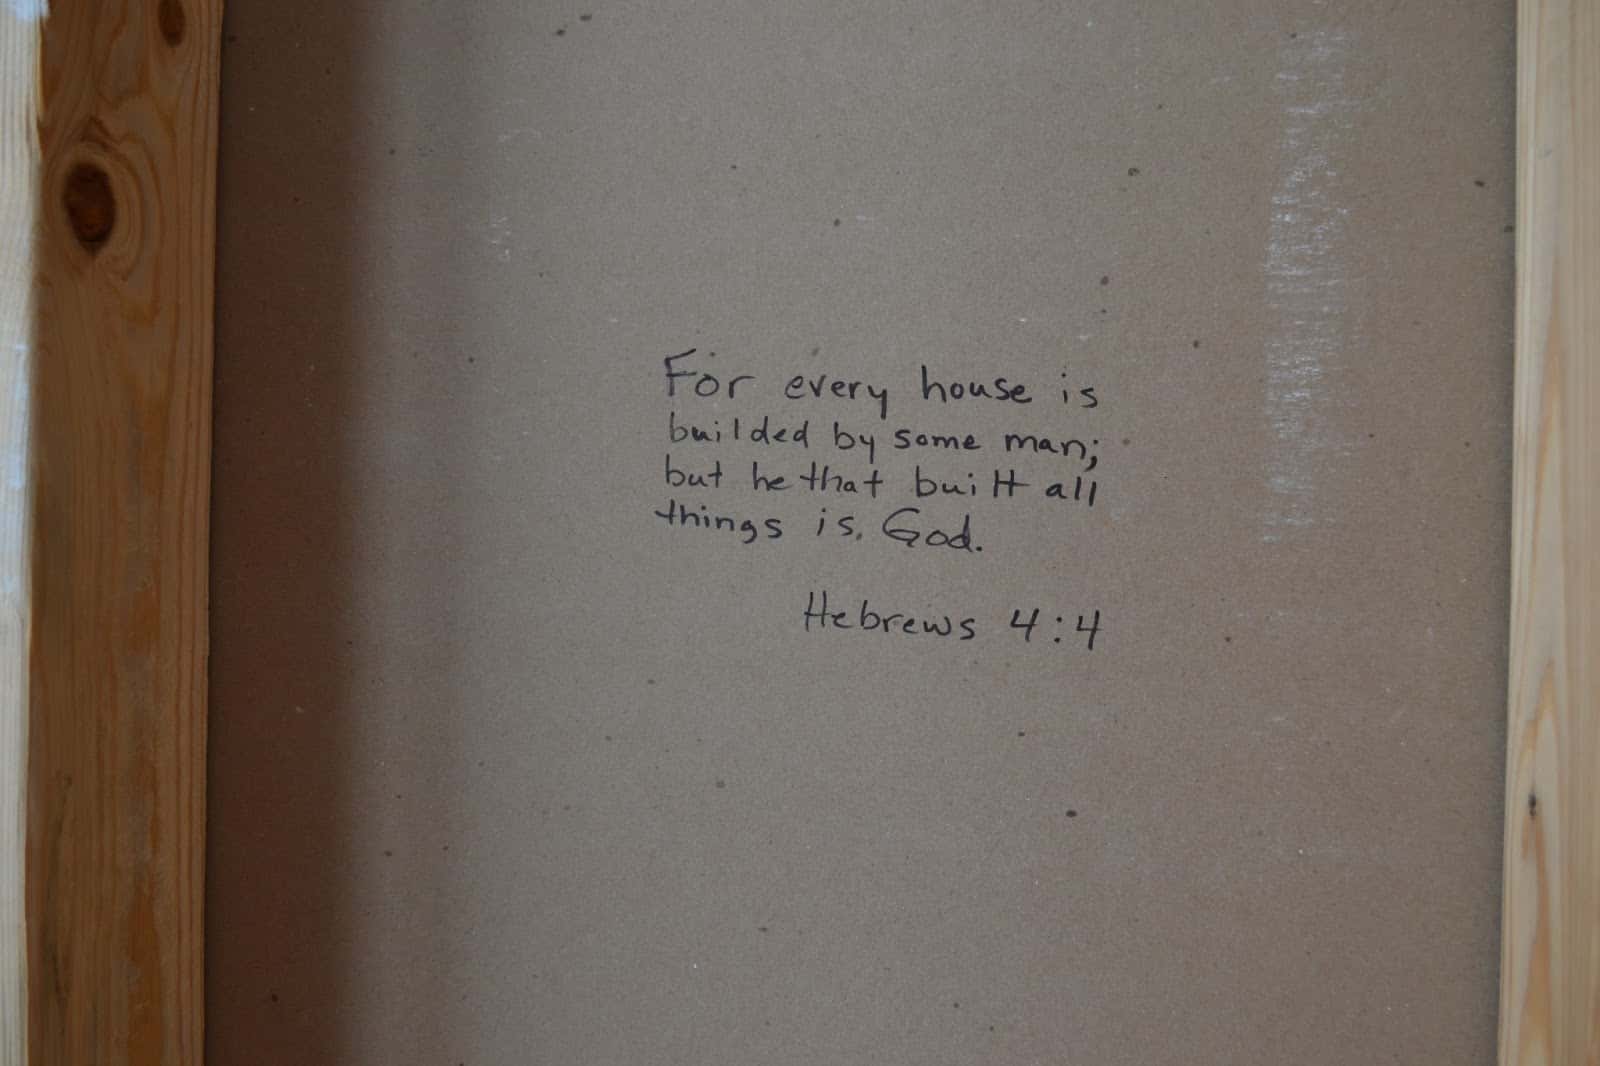 For every house is
builded by some man;
but he that built all
things is. God.
Hebrews 4:4